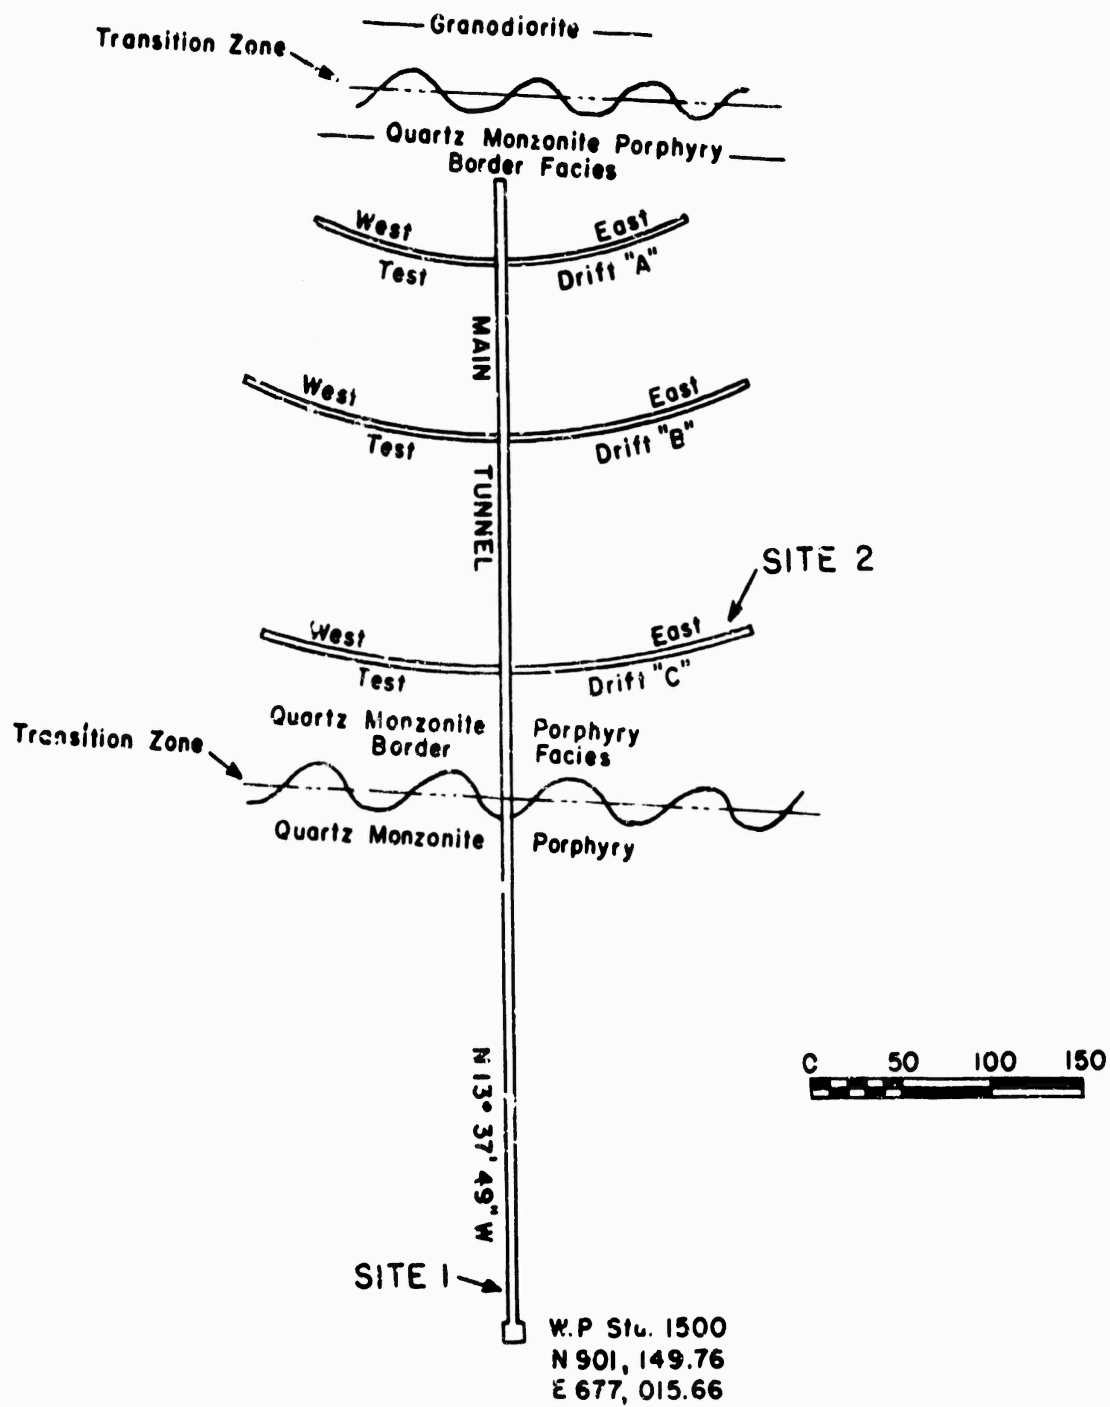 Granodiorite
Transition Zone
Quartz Monzonite Porphyry
Border Facies
West East
Test Drift "A"
MAIN
West East
Test Drift "B"
TUNNEL
SITE 2
West East
Test Drift "C"
Quartz Monzonite Porphyry
Border Facies
Transition Zone
Quartz Monzonite Porphyry
0 50 100 150
N 13° 37' 49" W
SITE 1
W.P Sta. 1500
N 901, 149.76
E 677, 015.66